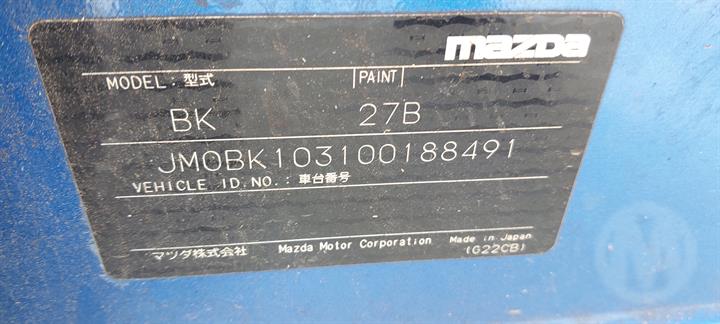 mazda
MODEL. 型式 PAINT
BK 27B
JM0BK103100188491
VEHICLE ID.NO.: 車台番号
マツダ株式会社 Mazda Motor Corporation Made in Japan
(G22CB)